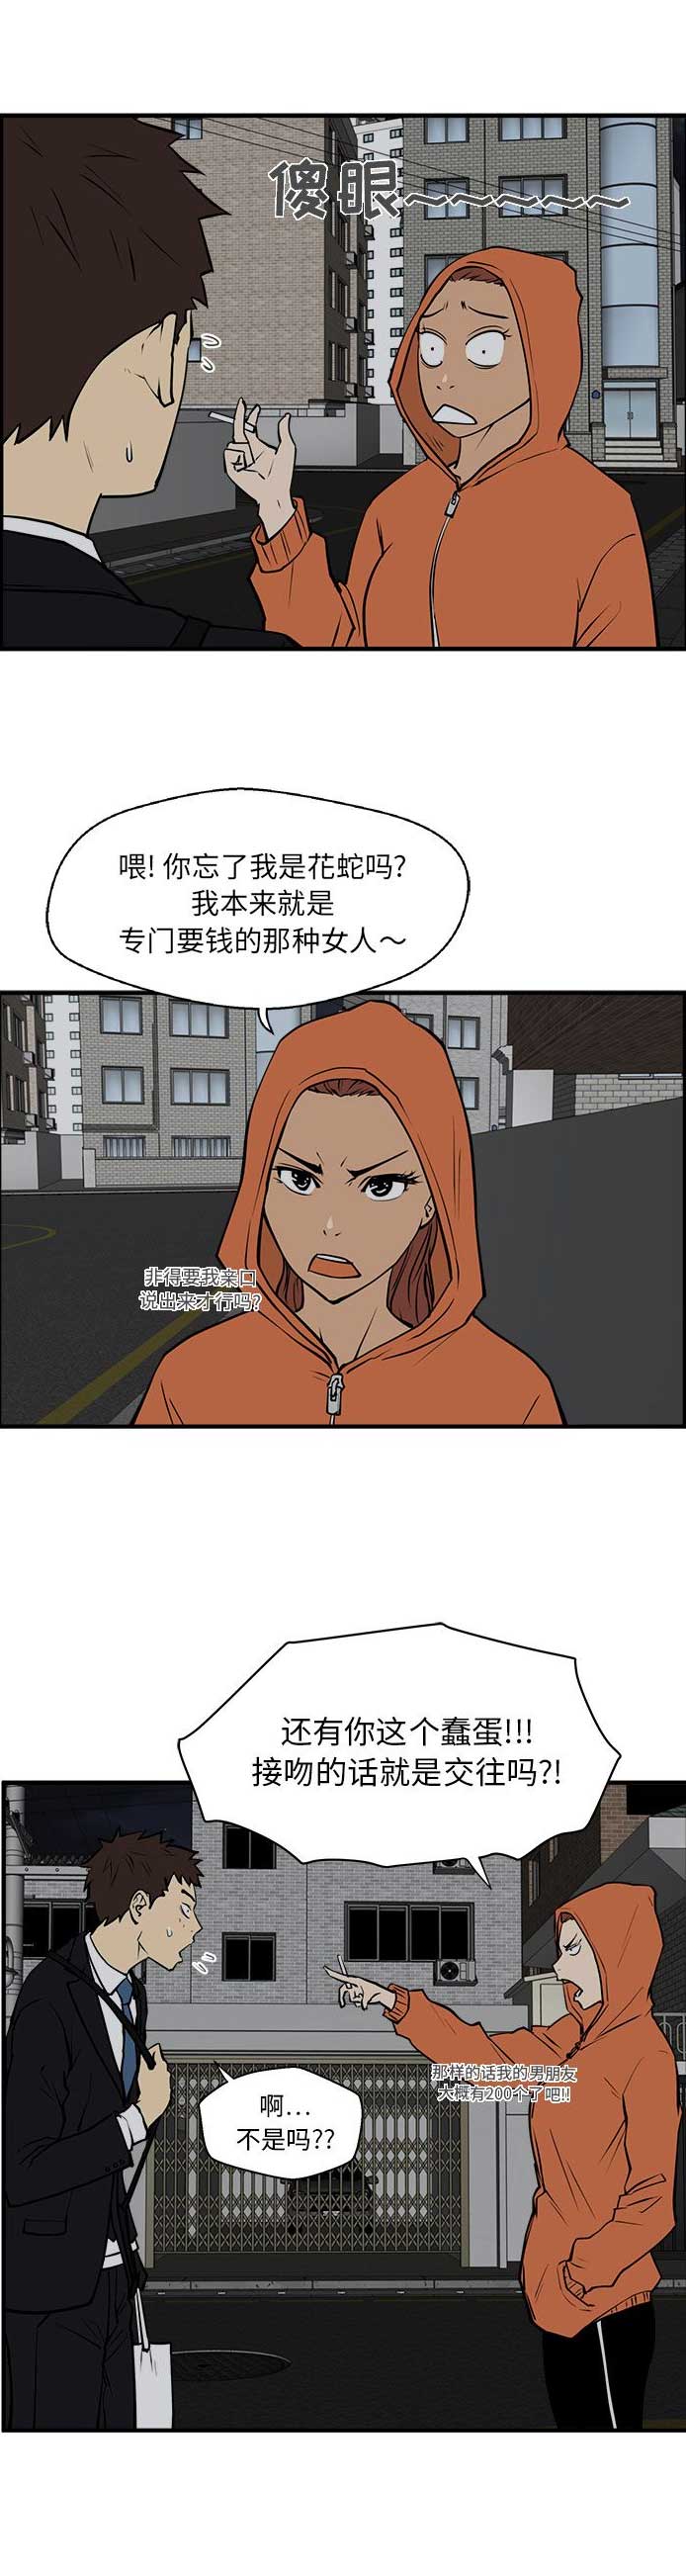 傻眼~~~~~
喂! 你忘了我是花蛇吗?
我本来就是
专门要钱的那种女人～
非得要我亲口
说出来才行吗?
还有你这个蠢蛋!!!
接吻的话就是交往吗?!
那样的话我的男朋友
大概有200个了吧!!
啊...
不是吗??